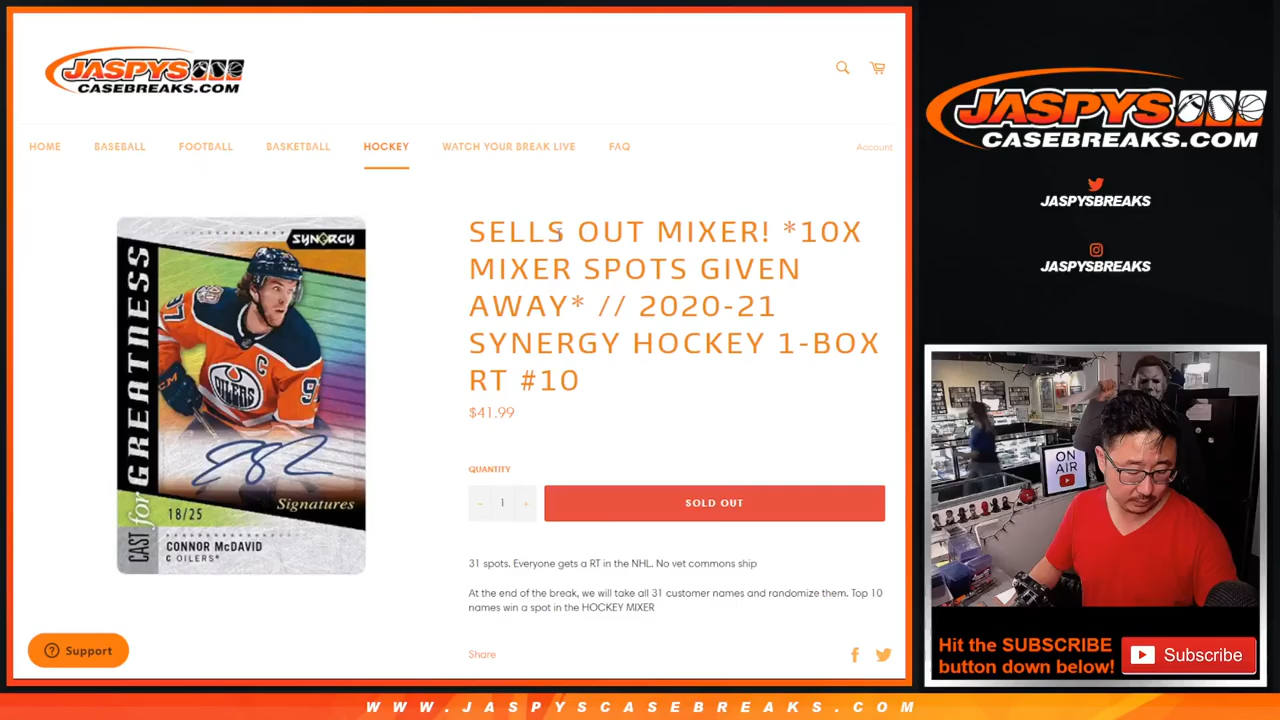 JASPYS
CASEBREAKS.COM
HOME
BASEBALL
FOOTBALL
BASKETBALL
HOCKEY
WATCH YOUR BREAK LIVE
FAQ
Account
SYNERGY
CAST for GREATNESS
97
C
OILERS
9
Signatures
18/25
CONNOR McDAVID
C OILERS*
SELLS OUT MIXER! *10X
MIXER SPOTS GIVEN
AWAY* // 2020-21
SYNERGY HOCKEY 1-BOX
RT #10
$41.99
QUANTITY
− 1 +
SOLD OUT
31 spots. Everyone gets a RT in the NHL. No vet commons ship
At the end of the break, we will take all 31 customer names and randomize them. Top 10
names win a spot in the HOCKEY MIXER
Support
Share
JASPYS
CASEBREAKS.COM
JASPYSBREAKS
JASPYSBREAKS
ON
AIR
Hit the SUBSCRIBE
button down below!
Subscribe
WWW.JASPYSCASEBREAKS.COM